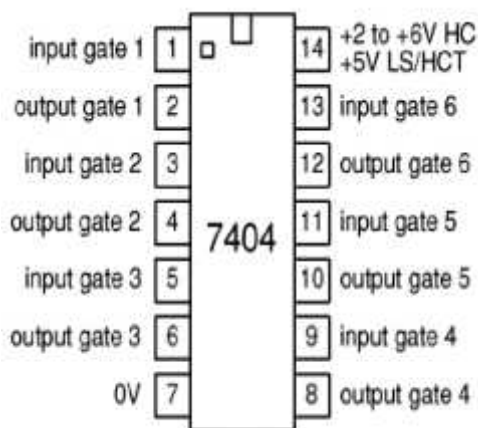 input gate 1 1 14 +2 to +6V HC
+5V LS/HCT
output gate 1 2 13 input gate 6
input gate 2 3 12 output gate 6
output gate 2 4 7404 11 input gate 5
input gate 3 5 10 output gate 5
output gate 3 6 9 input gate 4
0V 7 8 output gate 4